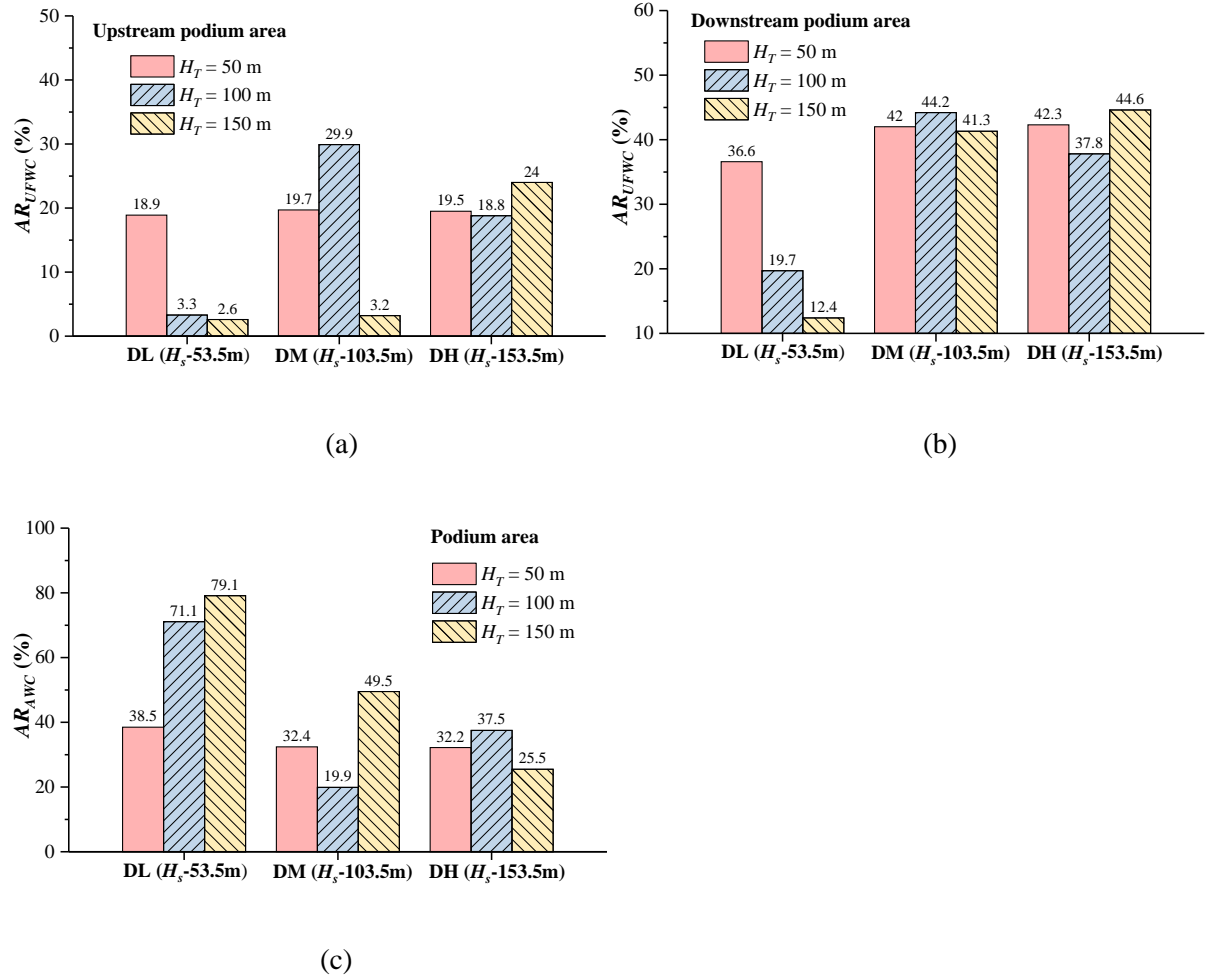 Upstream podium area
H_T = 50 m
H_T = 100 m
H_T = 150 m
AR_UFWC (%)
50
40
30
20
10
0
18.9
3.3
2.6
19.7
29.9
3.2
19.5
18.8
24
DL (H_s-53.5m)
DM (H_s-103.5m)
DH (H_s-153.5m)
(a)
Downstream podium area
H_T = 50 m
H_T = 100 m
H_T = 150 m
AR_UFWC (%)
60
50
40
30
20
10
36.6
19.7
12.4
42
44.2
41.3
42.3
37.8
44.6
DL (H_s-53.5m)
DM (H_s-103.5m)
DH (H_s-153.5m)
(b)
Podium area
H_T = 50 m
H_T = 100 m
H_T = 150 m
AR_AWC (%)
100
80
60
40
20
0
38.5
71.1
79.1
32.4
19.9
49.5
32.2
37.5
25.5
DL (H_s-53.5m)
DM (H_s-103.5m)
DH (H_s-153.5m)
(c)